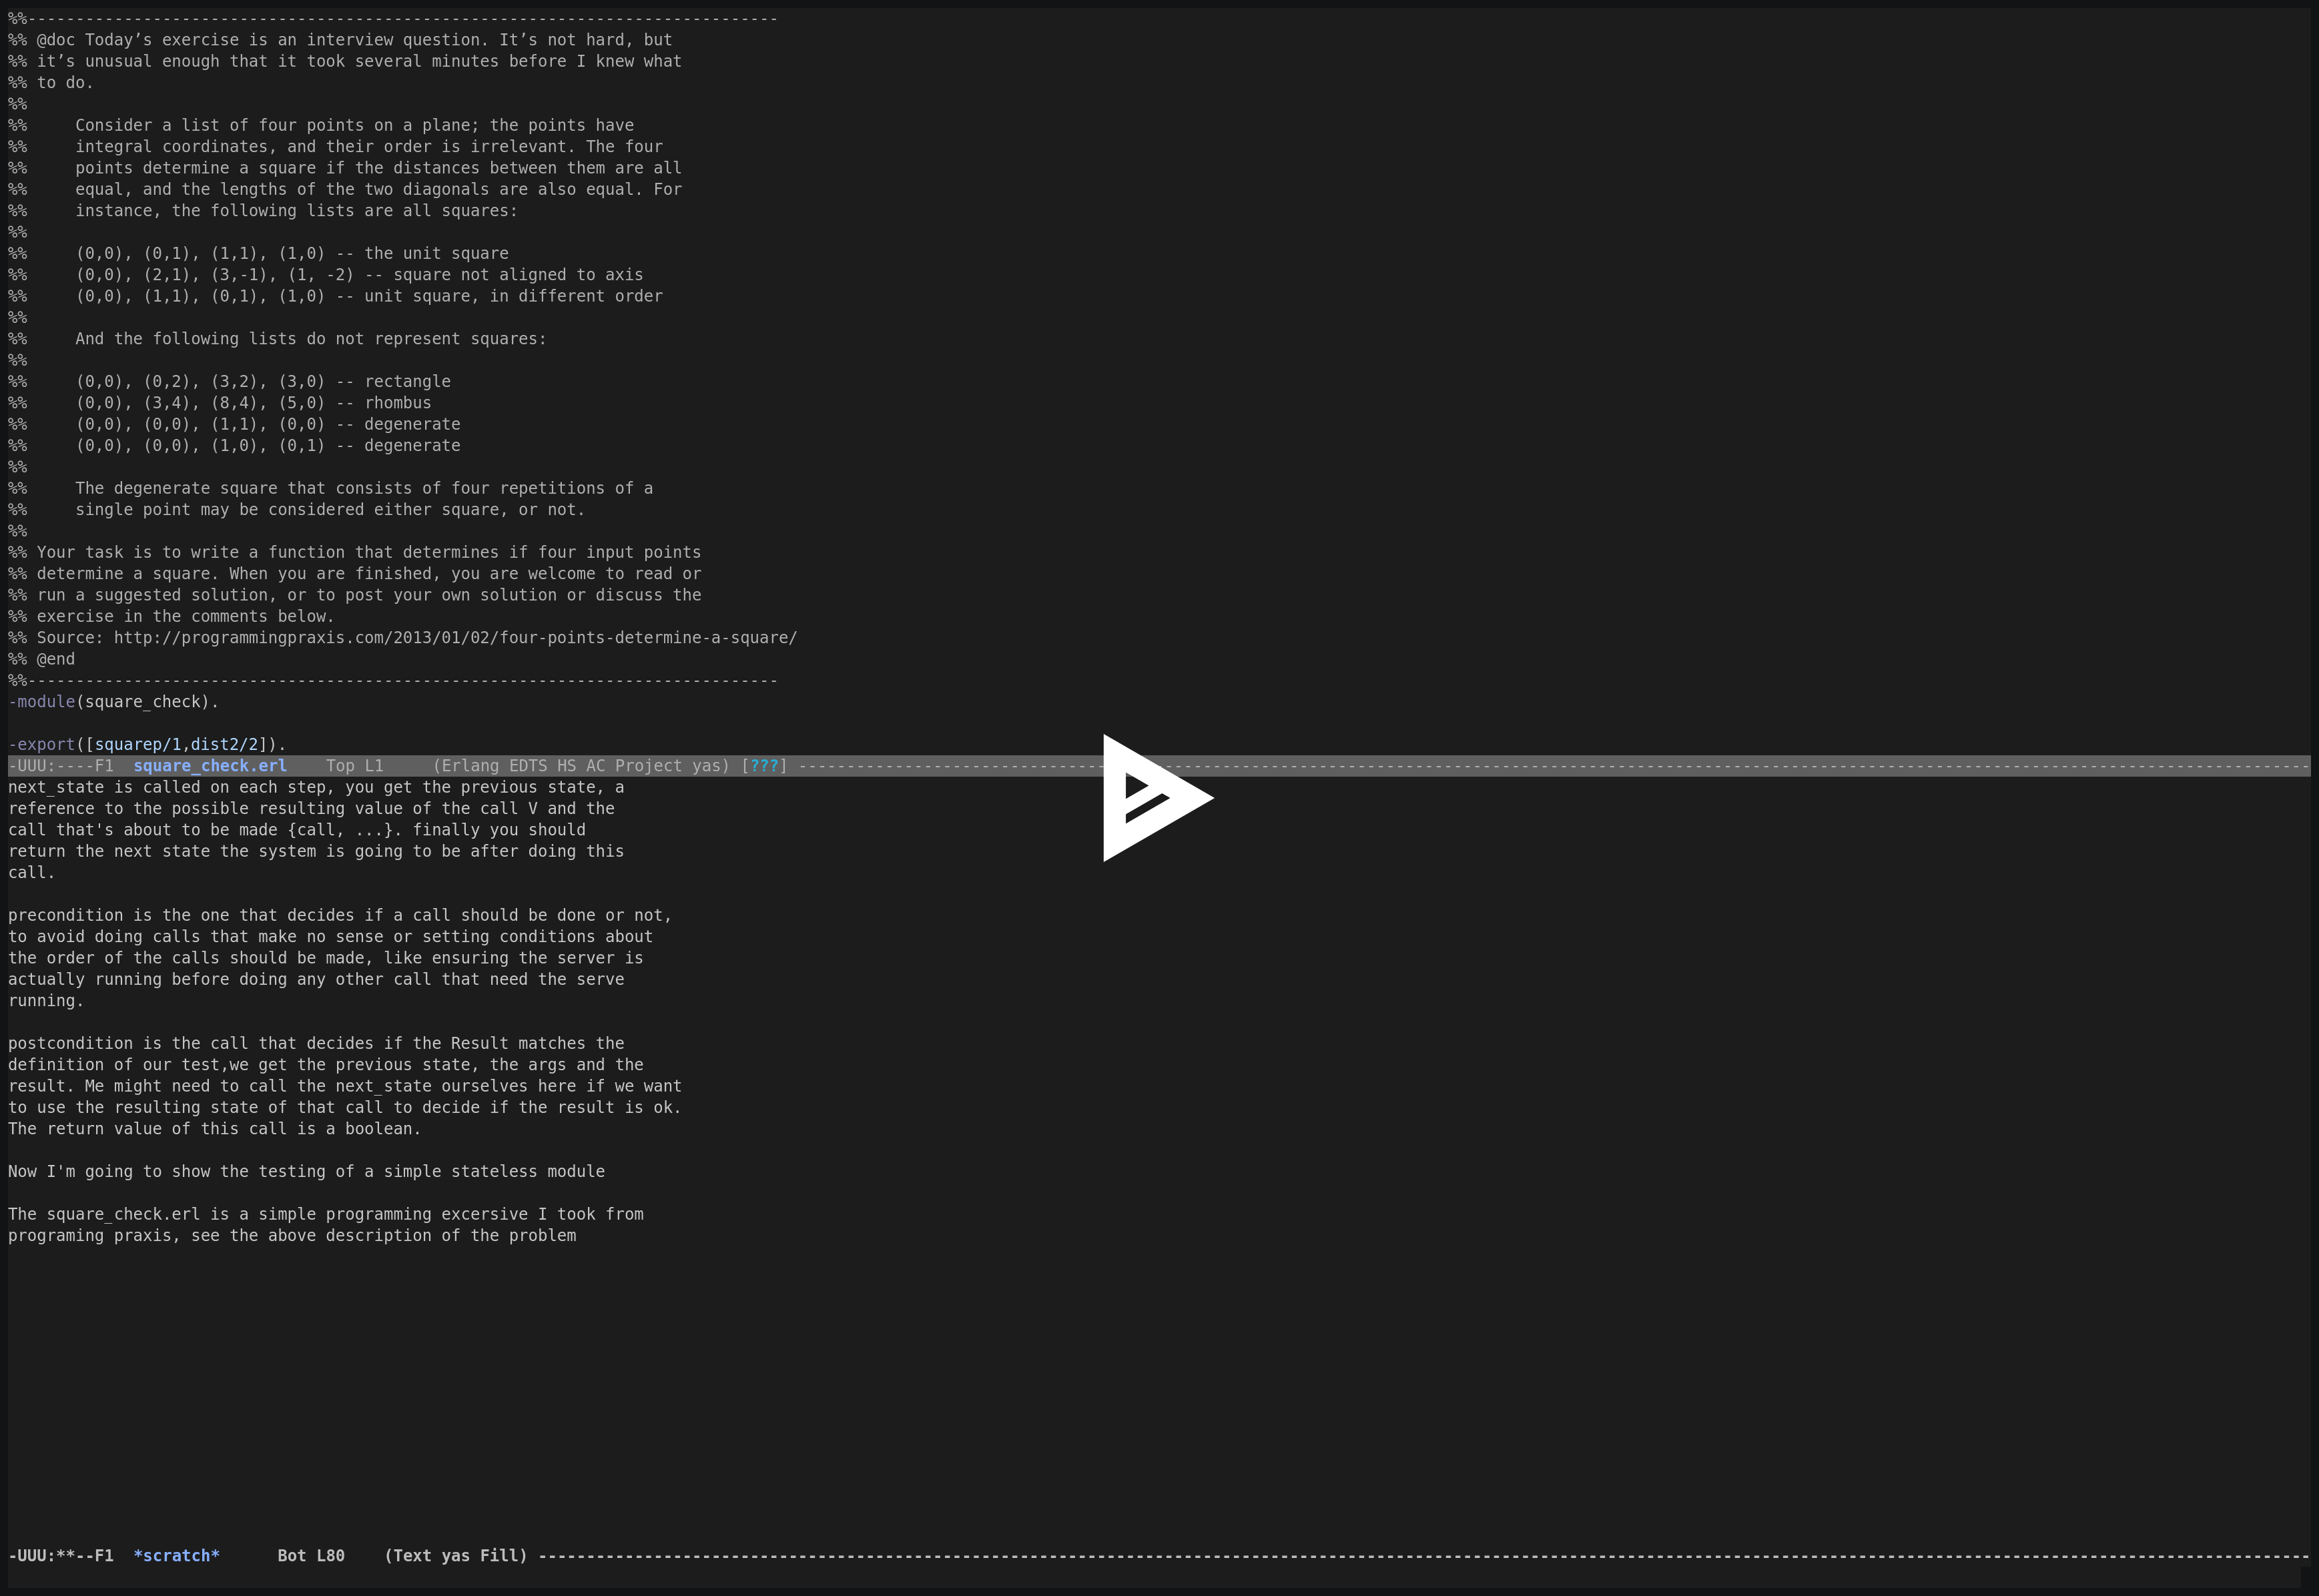 %%------------------------------------------------------------------------------
%% @doc Today’s exercise is an interview question. It’s not hard, but
%% it’s unusual enough that it took several minutes before I knew what
%% to do.
%%
%%     Consider a list of four points on a plane; the points have
%%     integral coordinates, and their order is irrelevant. The four
%%     points determine a square if the distances between them are all
%%     equal, and the lengths of the two diagonals are also equal. For
%%     instance, the following lists are all squares:
%%
%%     (0,0), (0,1), (1,1), (1,0) -- the unit square
%%     (0,0), (2,1), (3,-1), (1, -2) -- square not aligned to axis
%%     (0,0), (1,1), (0,1), (1,0) -- unit square, in different order
%%
%%     And the following lists do not represent squares:
%%
%%     (0,0), (0,2), (3,2), (3,0) -- rectangle
%%     (0,0), (3,4), (8,4), (5,0) -- rhombus
%%     (0,0), (0,0), (1,1), (0,0) -- degenerate
%%     (0,0), (0,0), (1,0), (0,1) -- degenerate
%%
%%     The degenerate square that consists of four repetitions of a
%%     single point may be considered either square, or not.
%%
%% Your task is to write a function that determines if four input points
%% determine a square. When you are finished, you are welcome to read or
%% run a suggested solution, or to post your own solution or discuss the
%% exercise in the comments below.
%% Source: http://programmingpraxis.com/2013/01/02/four-points-determine-a-square/
%% @end
%%------------------------------------------------------------------------------
-module(square_check).

-export([squarep/1,dist2/2]).
-UUU:----F1  square_check.erl    Top L1     (Erlang EDTS HS AC Project yas) [???] ------------------------------------------------------------
next_state is called on each step, you get the previous state, a
reference to the possible resulting value of the call V and the
call that's about to be made {call, ...}. finally you should
return the next state the system is going to be after doing this
call.

precondition is the one that decides if a call should be done or not,
to avoid doing calls that make no sense or setting conditions about
the order of the calls should be made, like ensuring the server is
actually running before doing any other call that need the serve
running.

postcondition is the call that decides if the Result matches the
definition of our test,we get the previous state, the args and the
result. Me might need to call the next_state ourselves here if we want
to use the resulting state of that call to decide if the result is ok.
The return value of this call is a boolean.

Now I'm going to show the testing of a simple stateless module

The square_check.erl is a simple programming excersive I took from
programing praxis, see the above description of the problem

-UUU:**--F1  *scratch*      Bot L80    (Text yas Fill) ------------------------------------------------------------